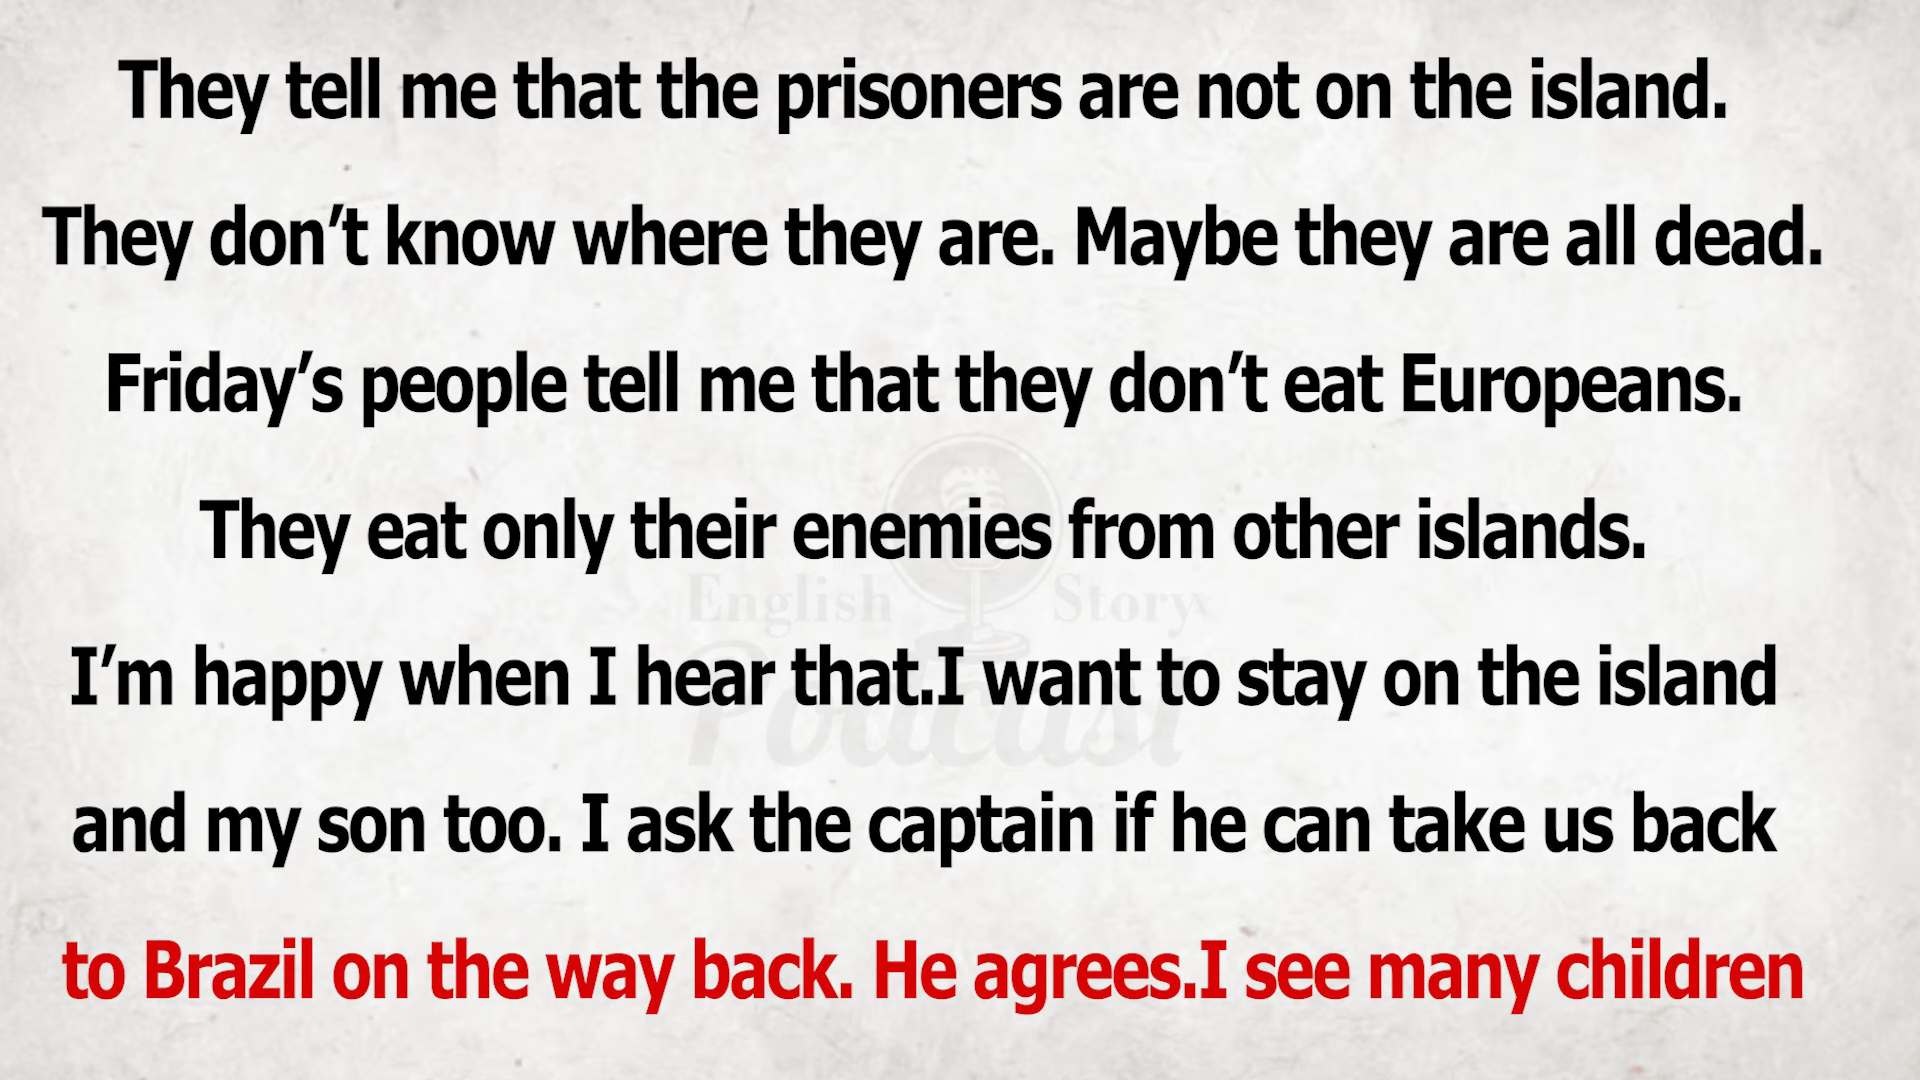 They tell me that the prisoners are not on the island.
They don’t know where they are. Maybe they are all dead.
Friday’s people tell me that they don’t eat Europeans.
They eat only their enemies from other islands.
English Story
I’m happy when I hear that.I want to stay on the island
Podcast
and my son too. I ask the captain if he can take us back
to Brazil on the way back. He agrees.I see many children